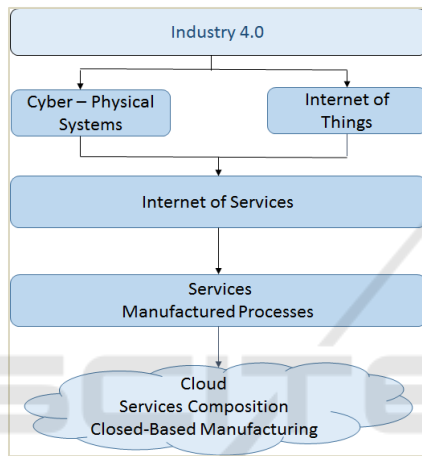 Industry 4.0
Cyber – Physical
Systems
Internet of
Things
Internet of Services
Services
Manufactured Processes
Cloud
Services Composition
Closed-Based Manufacturing